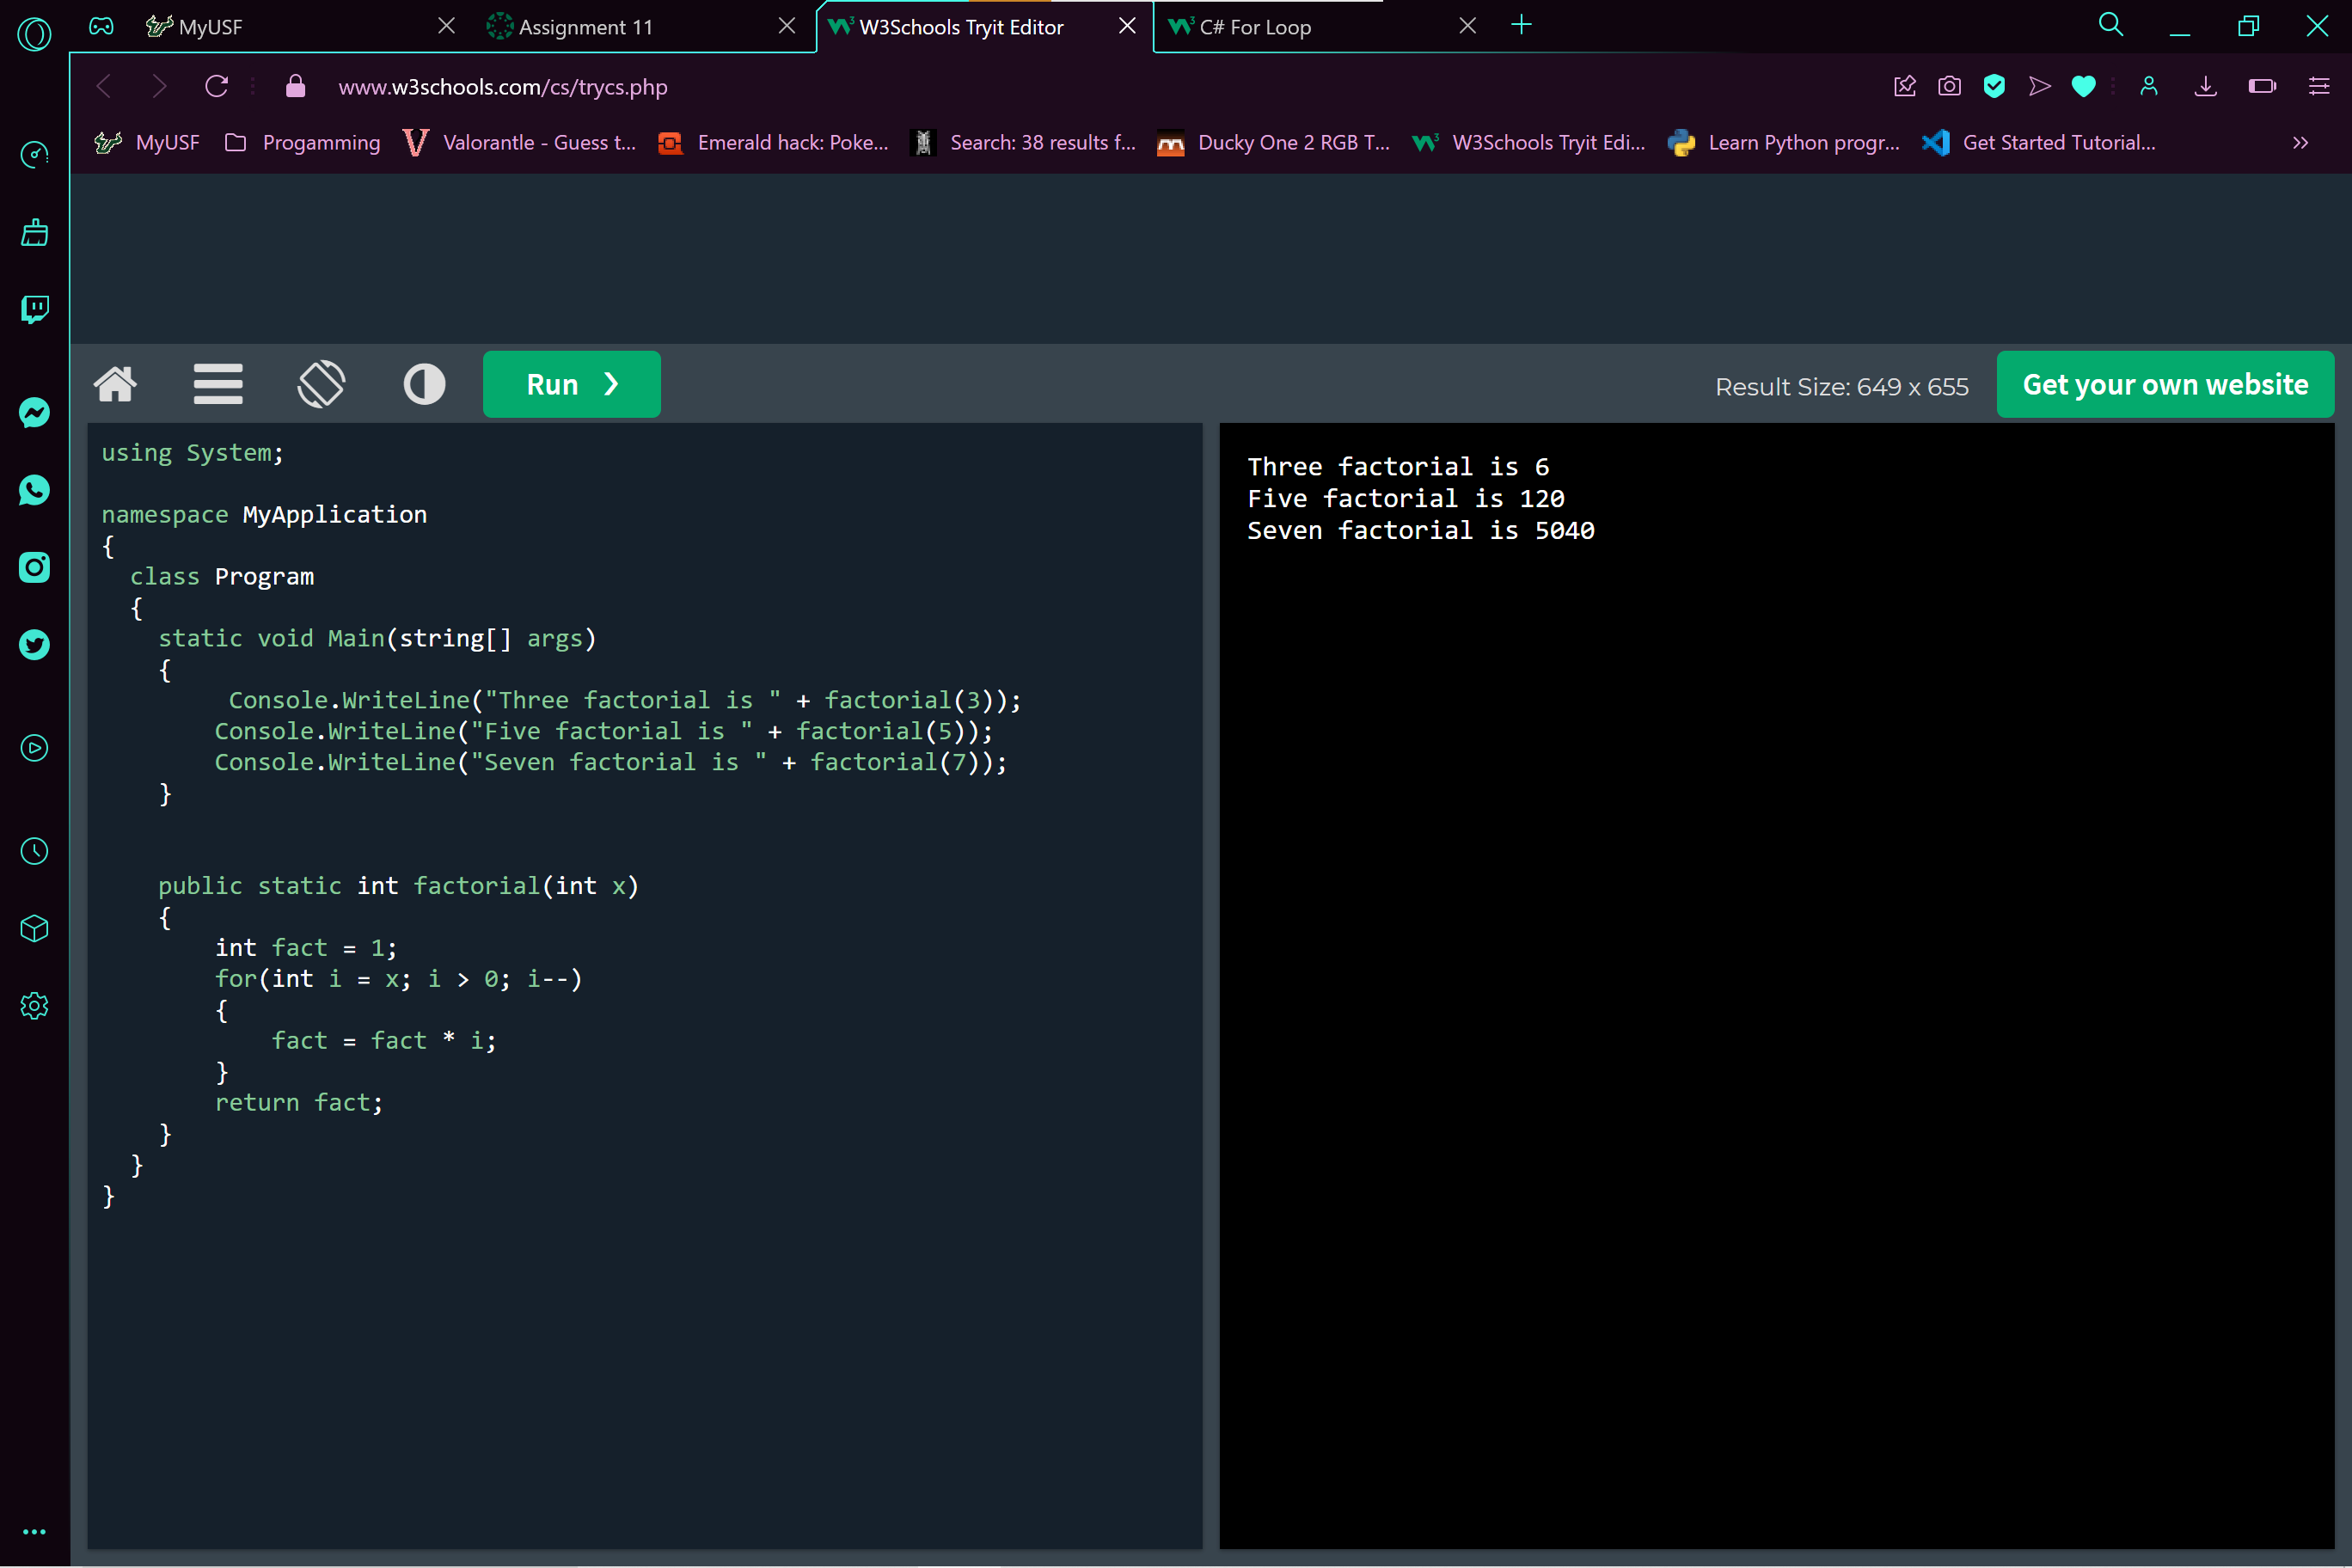 MyUSF
Assignment 11
W3Schools Tryit Editor
C# For Loop
www.w3schools.com/cs/trycs.php
MyUSF
Progamming
Valorantle - Guess t...
Emerald hack: Poke...
Search: 38 results f...
Ducky One 2 RGB T...
W3Schools Tryit Edi...
Learn Python progr...
Get Started Tutorial...
Run ❯
Result Size: 649 x 655
Get your own website
using System;
namespace MyApplication
{
  class Program
  {
    static void Main(string[] args)
    {
         Console.WriteLine("Three factorial is " + factorial(3));
        Console.WriteLine("Five factorial is " + factorial(5));
        Console.WriteLine("Seven factorial is " + factorial(7));
    }
    public static int factorial(int x)
    {
        int fact = 1;
        for(int i = x; i > 0; i--)
        {
            fact = fact * i;
        }
        return fact;
    }
  }
}
Three factorial is 6
Five factorial is 120
Seven factorial is 5040